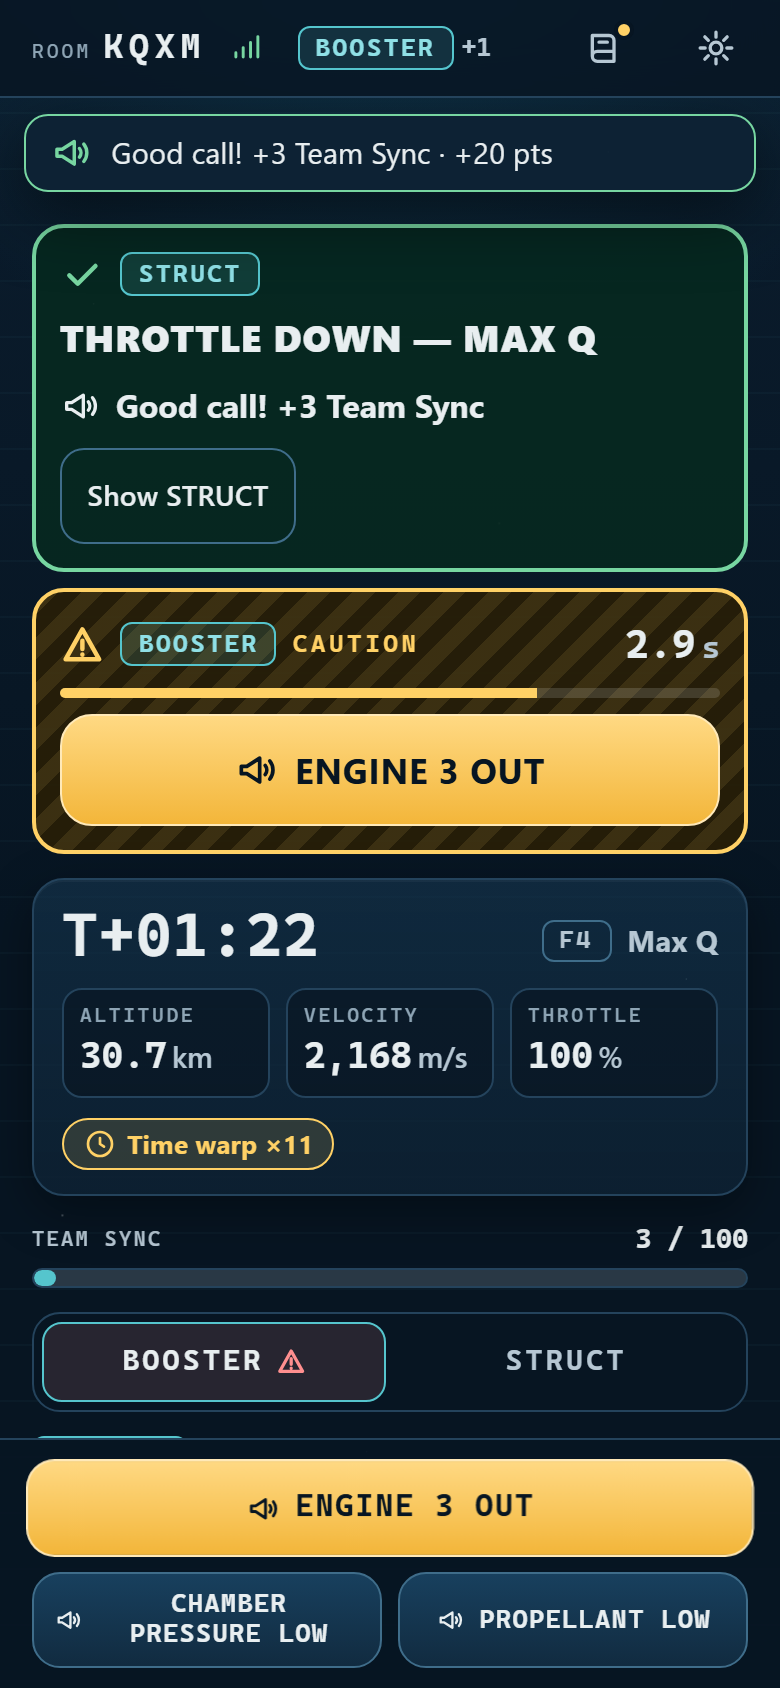 ROOM KQXM BOOSTER +1
Good call! +3 Team Sync · +20 pts
STRUCT
THROTTLE DOWN — MAX Q
Good call! +3 Team Sync
Show STRUCT
BOOSTER CAUTION 2.9 s
ENGINE 3 OUT
T+01:22 F4 Max Q
ALTITUDE VELOCITY THROTTLE
30.7 km 2,168 m/s 100 %
Time warp ×11
TEAM SYNC 3 / 100
BOOSTER STRUCT
ENGINE 3 OUT
CHAMBER
PRESSURE LOW
PROPELLANT LOW